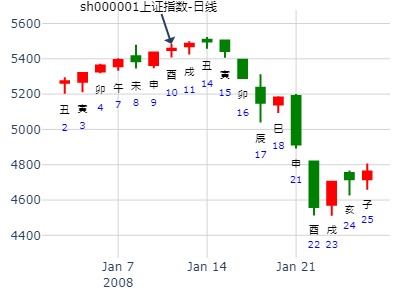 sh000001上证指数-日线
5600
5400
5200
5000
4800
4600
4400
丑
2
寅
3
卯
4
午
7
未
8
申
9
酉
10
戌
11
丑
14
寅
15
卯
16
辰
17
巳
18
申
21
酉
22
戌
23
亥
24
子
25
Jan 7
2008
Jan 14
Jan 21